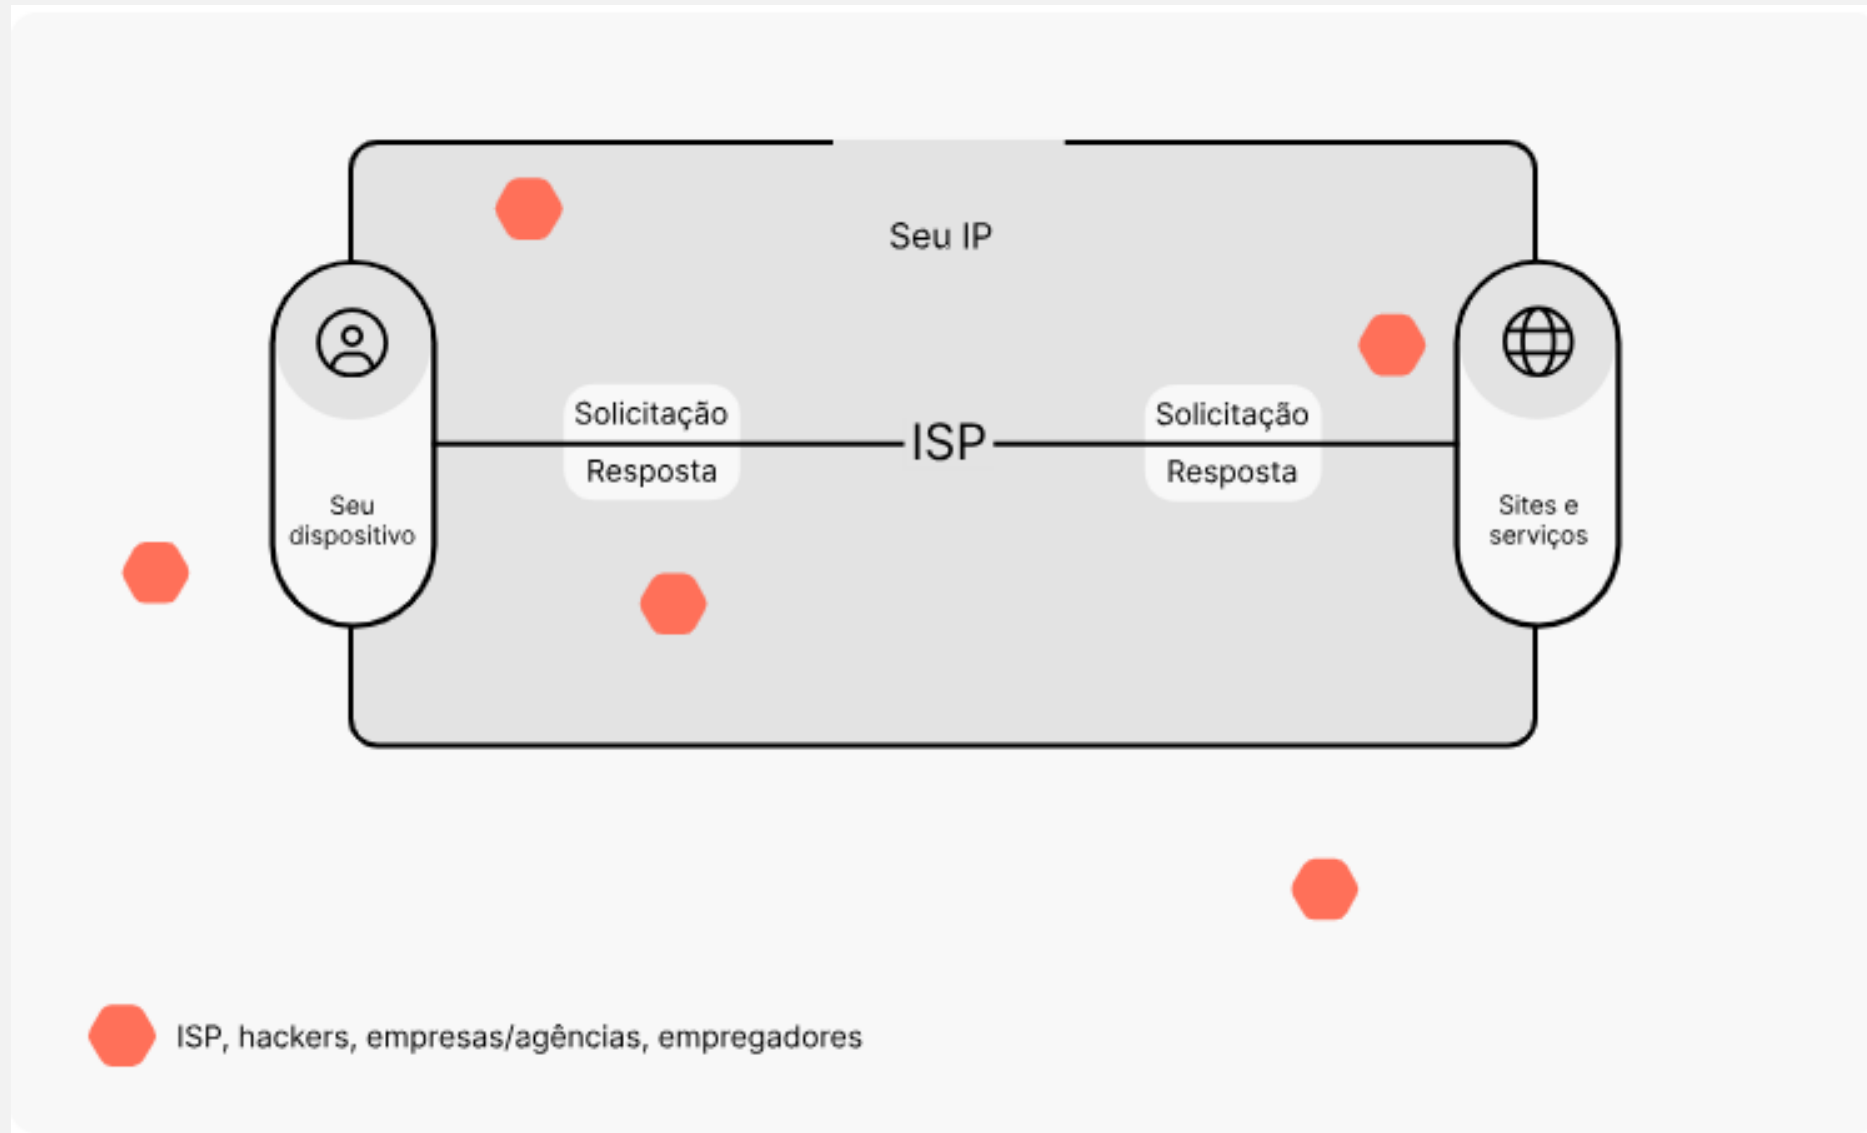 Seu IP
Solicitação
Resposta
ISP
Solicitação
Resposta
Seu
dispositivo
Sites e
serviços
ISP, hackers, empresas/agências, empregadores